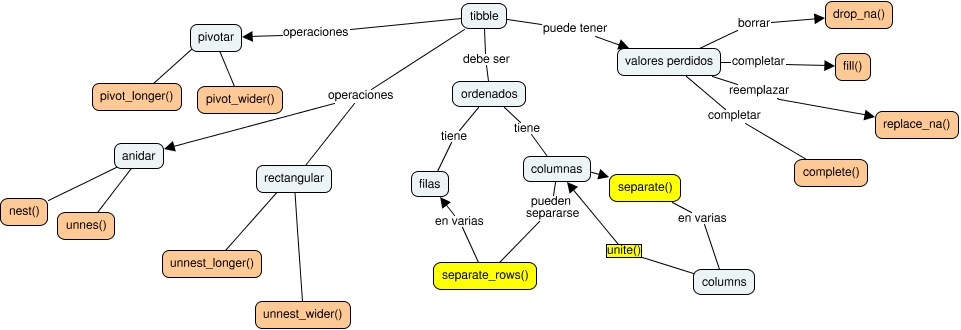 tibble
drop_na()
borrar
puede tener
operaciones
pivotar
debe ser
valores perdidos
completar
fill()
reemplazar
pivot_longer()
pivot_wider()
operaciones
ordenados
completar
replace_na()
tiene
tiene
anidar
rectangular
filas
columnas
separate()
complete()
nest()
unnes()
en varias
pueden
separarse
en varias
unite()
unnest_longer()
separate_rows()
columns
unnest_wider()